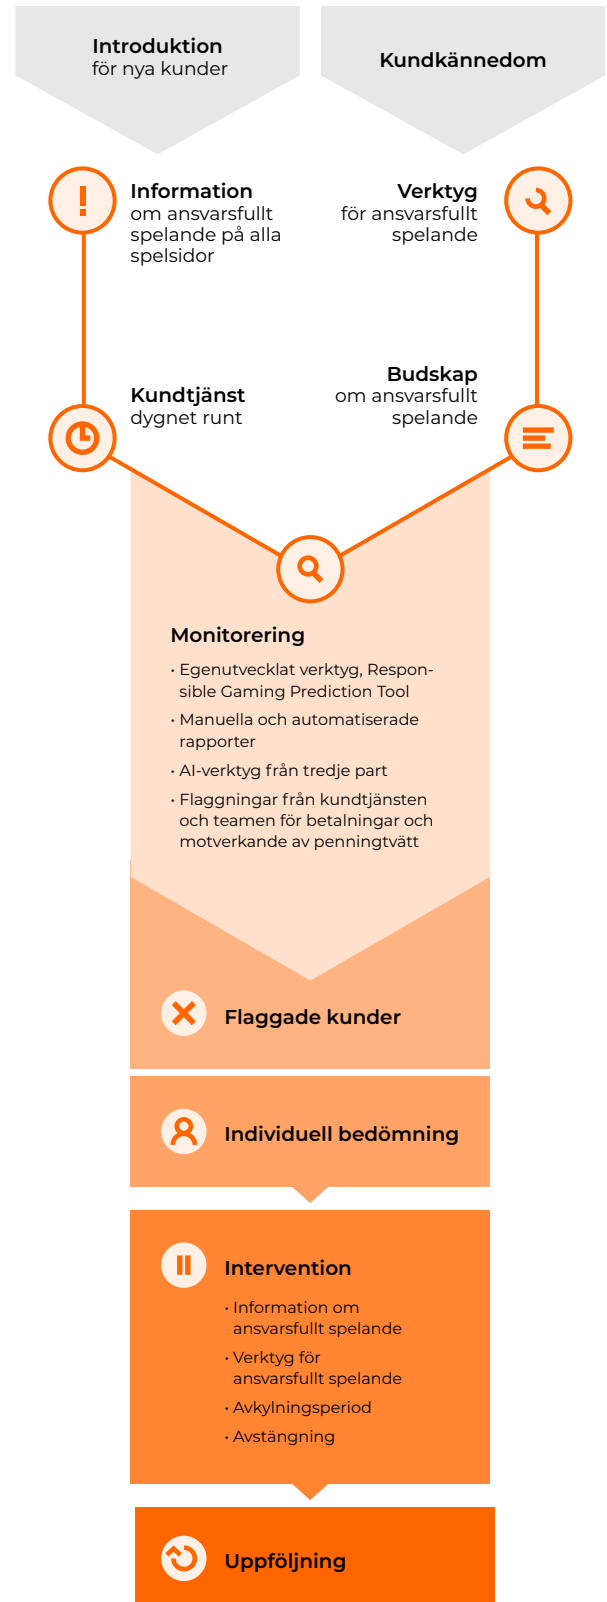 Introduktion
för nya kunder
Kundkännedom
Information
om ansvarsfullt
spelande på alla
spelsidor
Verktyg
för ansvarsfullt
spelande
Kundtjänst
dygnet runt
Budskap
om ansvarsfullt
spelande
Monitorering
• Egenutvecklat verktyg, Respon-
sible Gaming Prediction Tool
• Manuella och automatiserade
rapporter
• AI-verktyg från tredje part
• Flaggningar från kundtjänsten
och teamen för betalningar och
motverkande av penningtvätt
Flaggade kunder
Individuell bedömning
Intervention
• Information om
ansvarsfullt spelande
• Verktyg för
ansvarsfullt spelande
• Avkylningsperiod
• Avstängning
Uppföljning